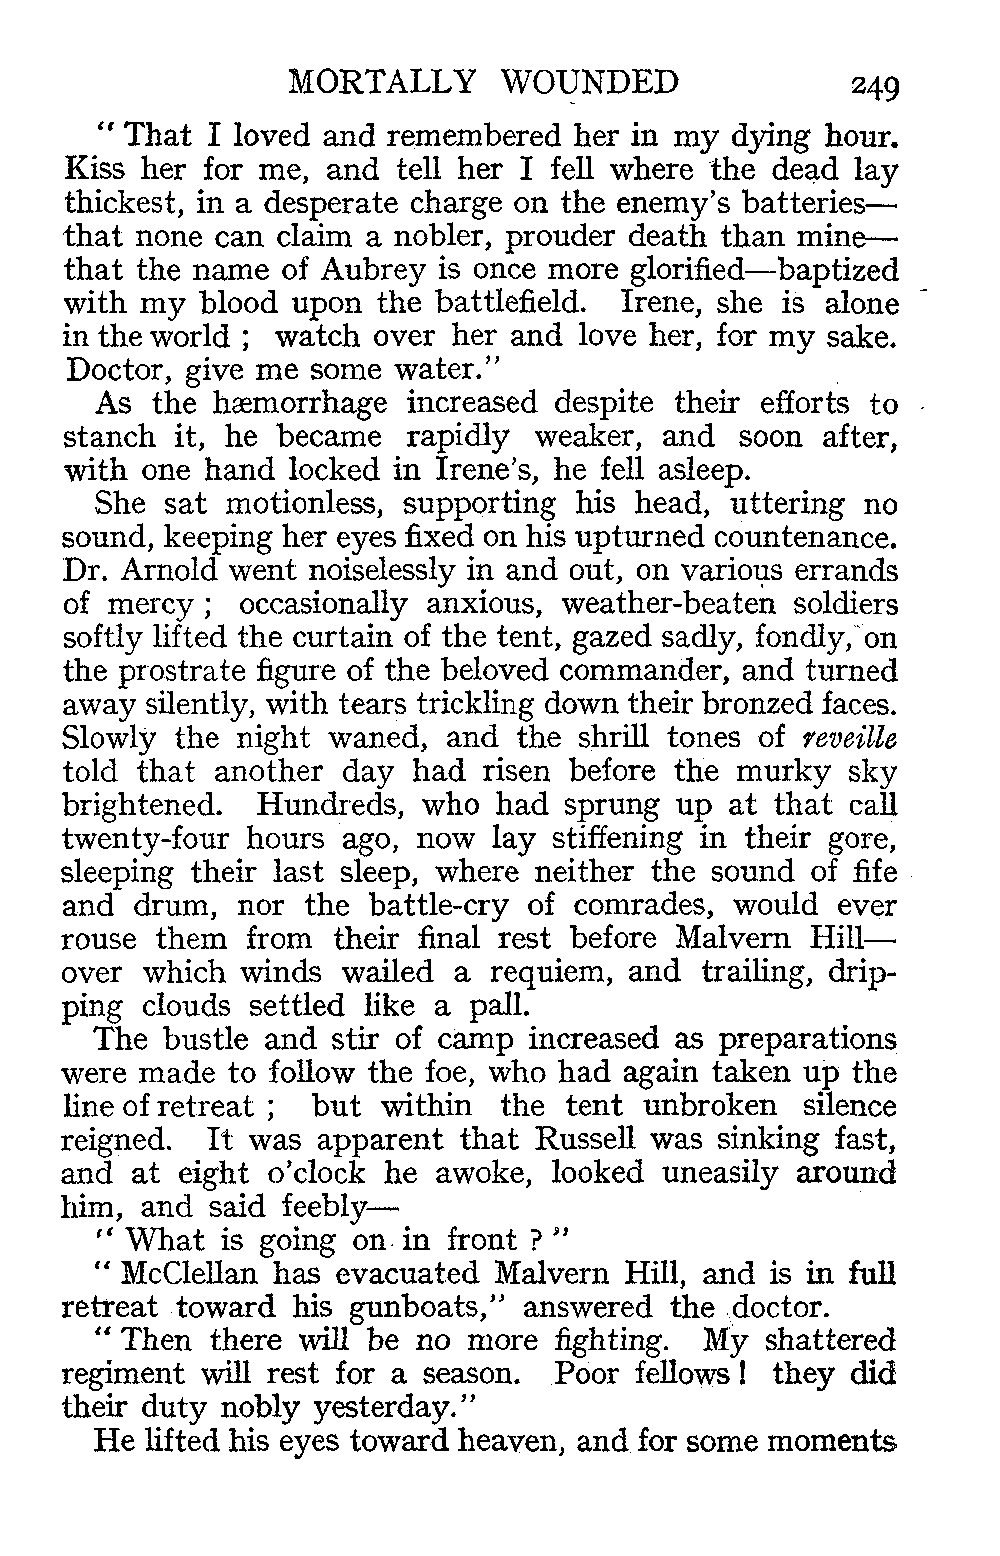 MORTALLY WOUNDED 249
“ That I loved and remembered her in my dying hour.
Kiss her for me, and tell her I fell where the dead lay
thickest, in a desperate charge on the enemy’s batteries—
that none can claim a nobler, prouder death than mine—
that the name of Aubrey is once more glorified—baptized
with my blood upon the battlefield. Irene, she is alone
in the world ; watch over her and love her, for my sake.
Doctor, give me some water.”
As the hæmorrhage increased despite their efforts to
stanch it, he became rapidly weaker, and soon after,
with one hand locked in Irene’s, he fell asleep.
She sat motionless, supporting his head, uttering no
sound, keeping her eyes fixed on his upturned countenance.
Dr. Arnold went noiselessly in and out, on various errands
of mercy ; occasionally anxious, weather-beaten soldiers
softly lifted the curtain of the tent, gazed sadly, fondly, on
the prostrate figure of the beloved commander, and turned
away silently, with tears trickling down their bronzed faces.
Slowly the night waned, and the shrill tones of reveille
told that another day had risen before the murky sky
brightened. Hundreds, who had sprung up at that call
twenty-four hours ago, now lay stiffening in their gore,
sleeping their last sleep, where neither the sound of fife
and drum, nor the battle-cry of comrades, would ever
rouse them from their final rest before Malvern Hill—
over which winds wailed a requiem, and trailing, drip-
ping clouds settled like a pall.
The bustle and stir of camp increased as preparations
were made to follow the foe, who had again taken up the
line of retreat ; but within the tent unbroken silence
reigned. It was apparent that Russell was sinking fast,
and at eight o’clock he awoke, looked uneasily around
him, and said feebly—
“ What is going on in front ? ”
“ McClellan has evacuated Malvern Hill, and is in full
retreat toward his gunboats,” answered the doctor.
“ Then there will be no more fighting. My shattered
regiment will rest for a season. Poor fellows ! they did
their duty nobly yesterday.”
He lifted his eyes toward heaven, and for some moments